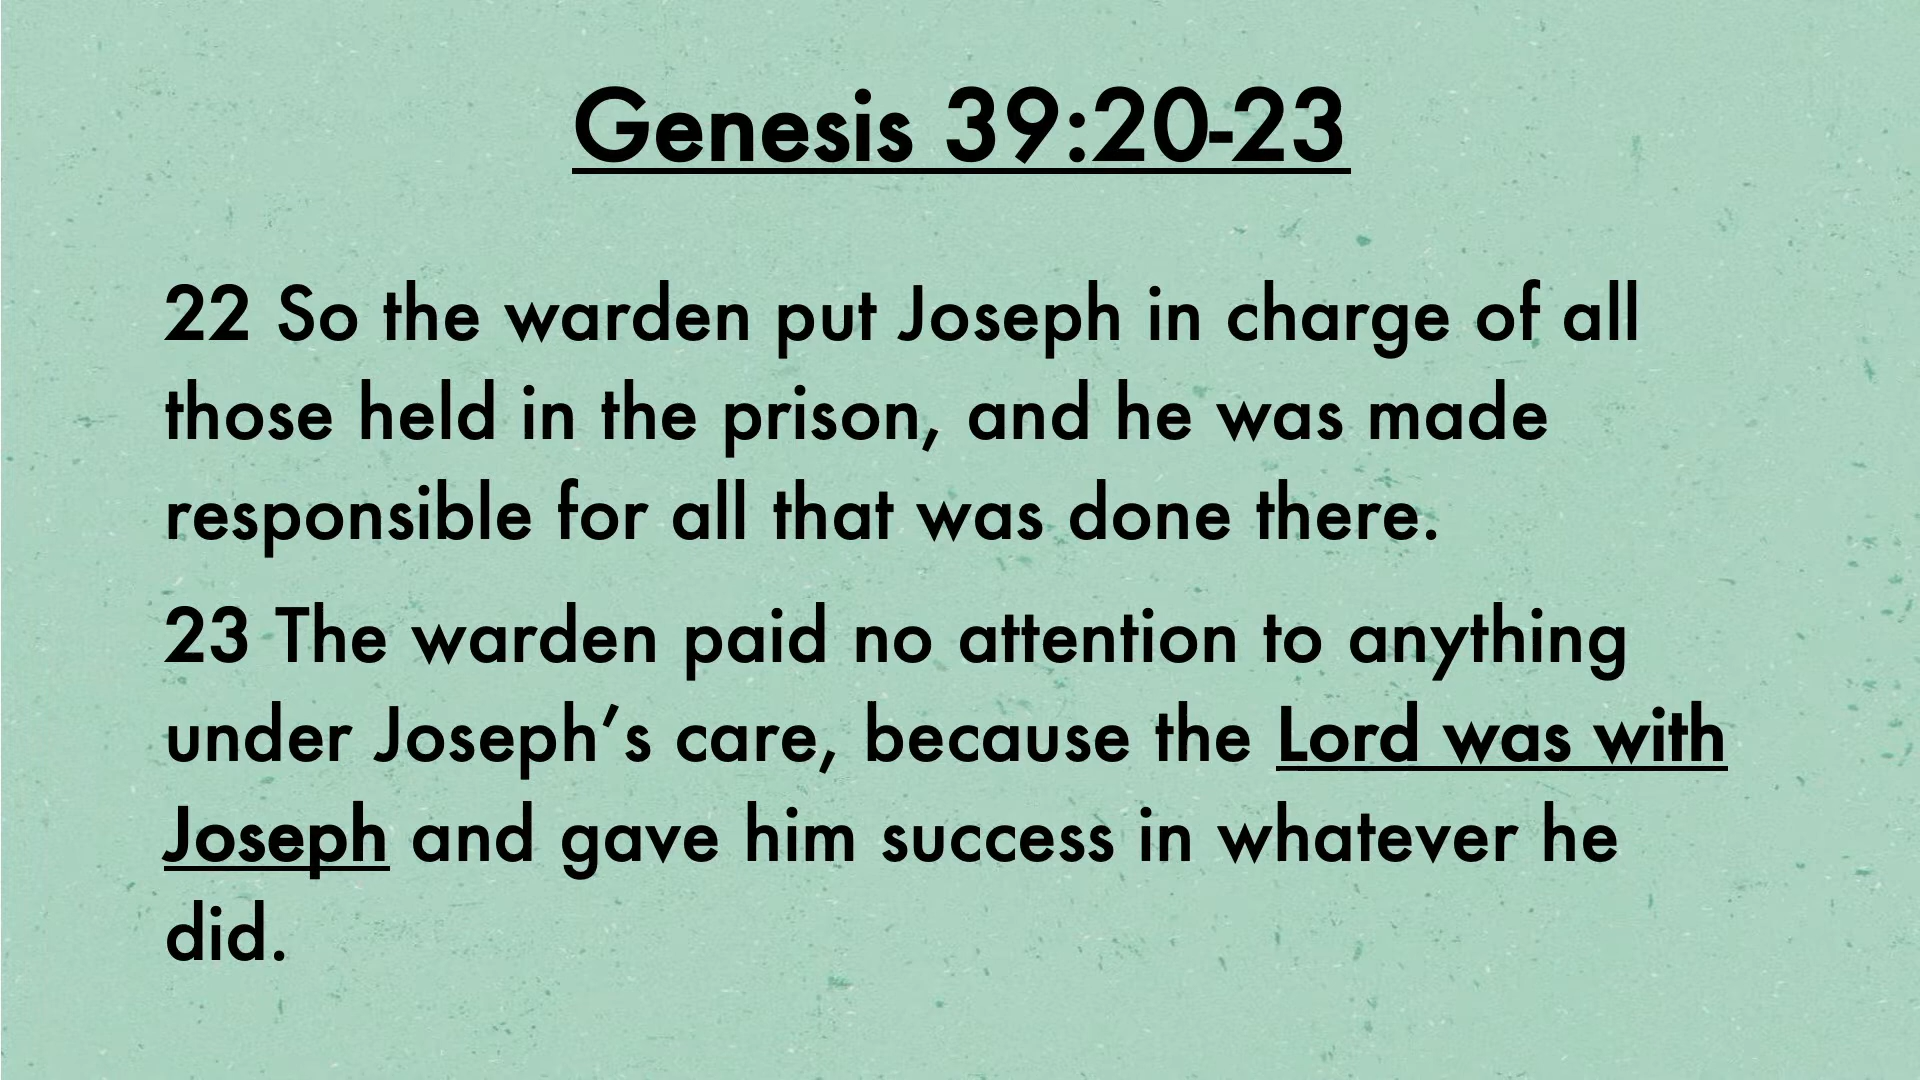 Genesis 39:20-23
22 So the warden put Joseph in charge of all
those held in the prison, and he was made
responsible for all that was done there.
23 The warden paid no attention to anything
under Joseph’s care, because the Lord was with
Joseph and gave him success in whatever he
did.